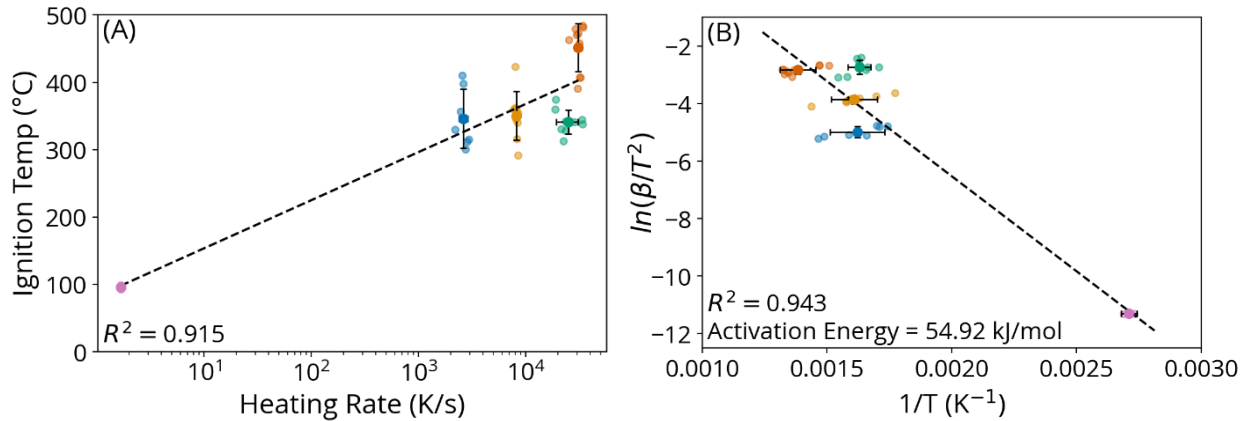 (A)
500
400
300
200
100
0
Ignition Temp (°C)
R² = 0.915
10¹
10²
10³
10⁴
Heating Rate (K/s)
(B)
−2
−4
−6
−8
−10
−12
ln(β/T²)
R² = 0.943
Activation Energy = 54.92 kJ/mol
0.0010
0.0015
0.0020
0.0025
0.0030
1/T (K⁻¹)